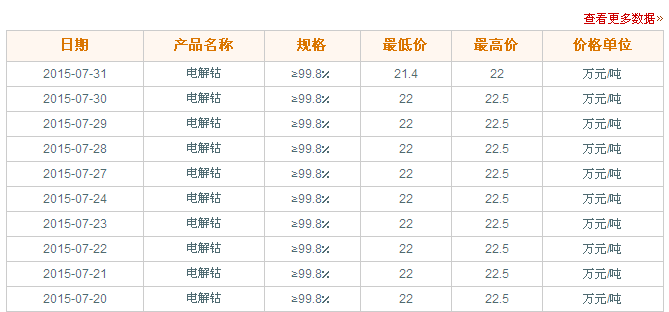 查看更多数据»
日期 产品名称 规格 最低价 最高价 价格单位
2015-07-31 电解钴 ≥99.8% 21.4 22 万元/吨
2015-07-30 电解钴 ≥99.8% 22 22.5 万元/吨
2015-07-29 电解钴 ≥99.8% 22 22.5 万元/吨
2015-07-28 电解钴 ≥99.8% 22 22.5 万元/吨
2015-07-27 电解钴 ≥99.8% 22 22.5 万元/吨
2015-07-24 电解钴 ≥99.8% 22 22.5 万元/吨
2015-07-23 电解钴 ≥99.8% 22 22.5 万元/吨
2015-07-22 电解钴 ≥99.8% 22 22.5 万元/吨
2015-07-21 电解钴 ≥99.8% 22 22.5 万元/吨
2015-07-20 电解钴 ≥99.8% 22 22.5 万元/吨